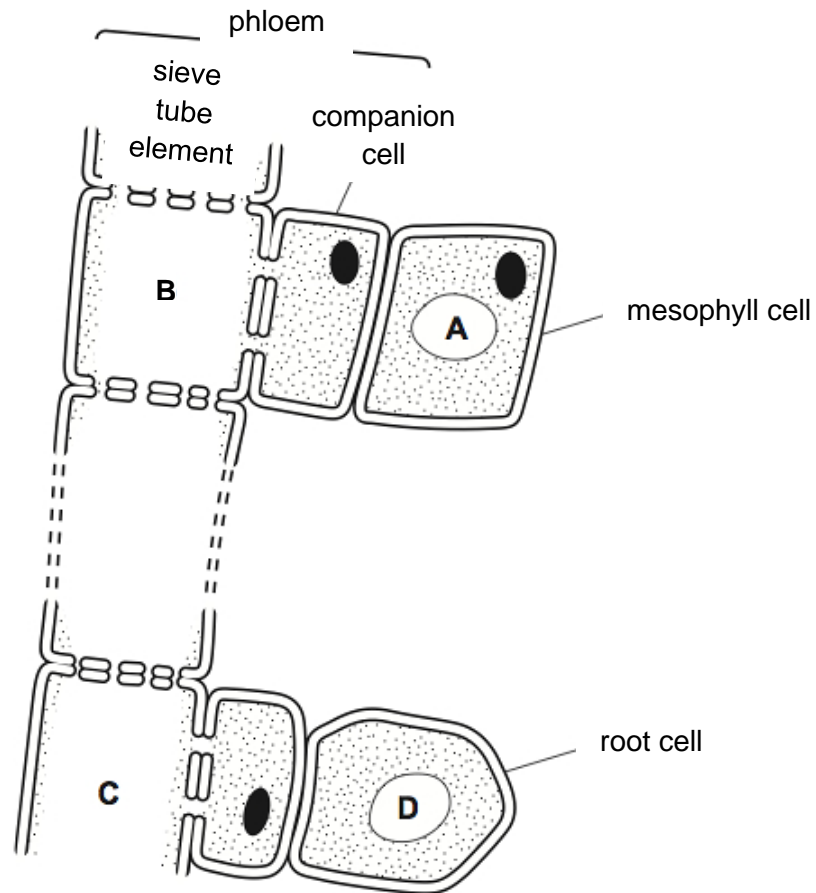 phloem
sieve
tube
element
companion
cell
B
A
mesophyll cell
root cell
C
D